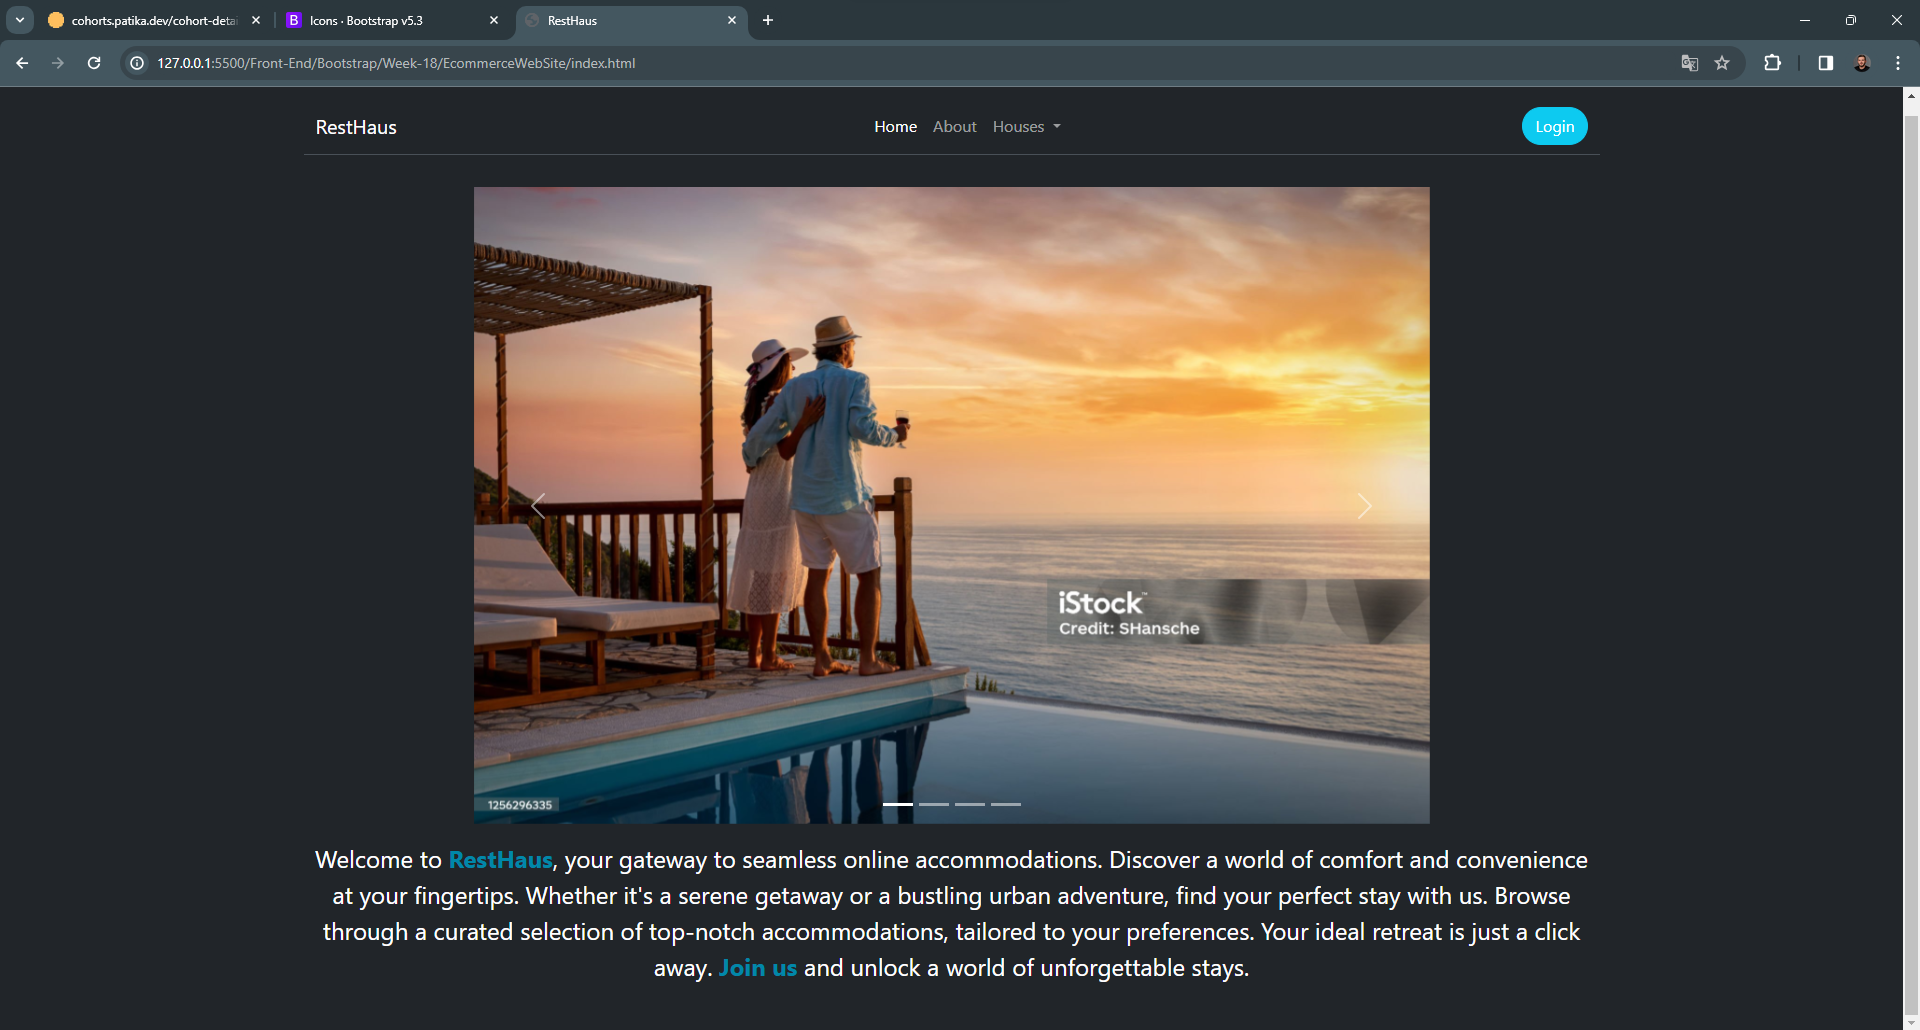 cohorts.patika.dev/cohort-detai
B Icons · Bootstrap v5.3
RestHaus
127.0.0.1:5500/Front-End/Bootstrap/Week-18/EcommerceWebSite/index.html
RestHaus
Home About Houses
Login
iStock™
Credit: SHansche
1256296335
Welcome to RestHaus, your gateway to seamless online accommodations. Discover a world of comfort and convenience
at your fingertips. Whether it's a serene getaway or a bustling urban adventure, find your perfect stay with us. Browse
through a curated selection of top-notch accommodations, tailored to your preferences. Your ideal retreat is just a click
away. Join us and unlock a world of unforgettable stays.